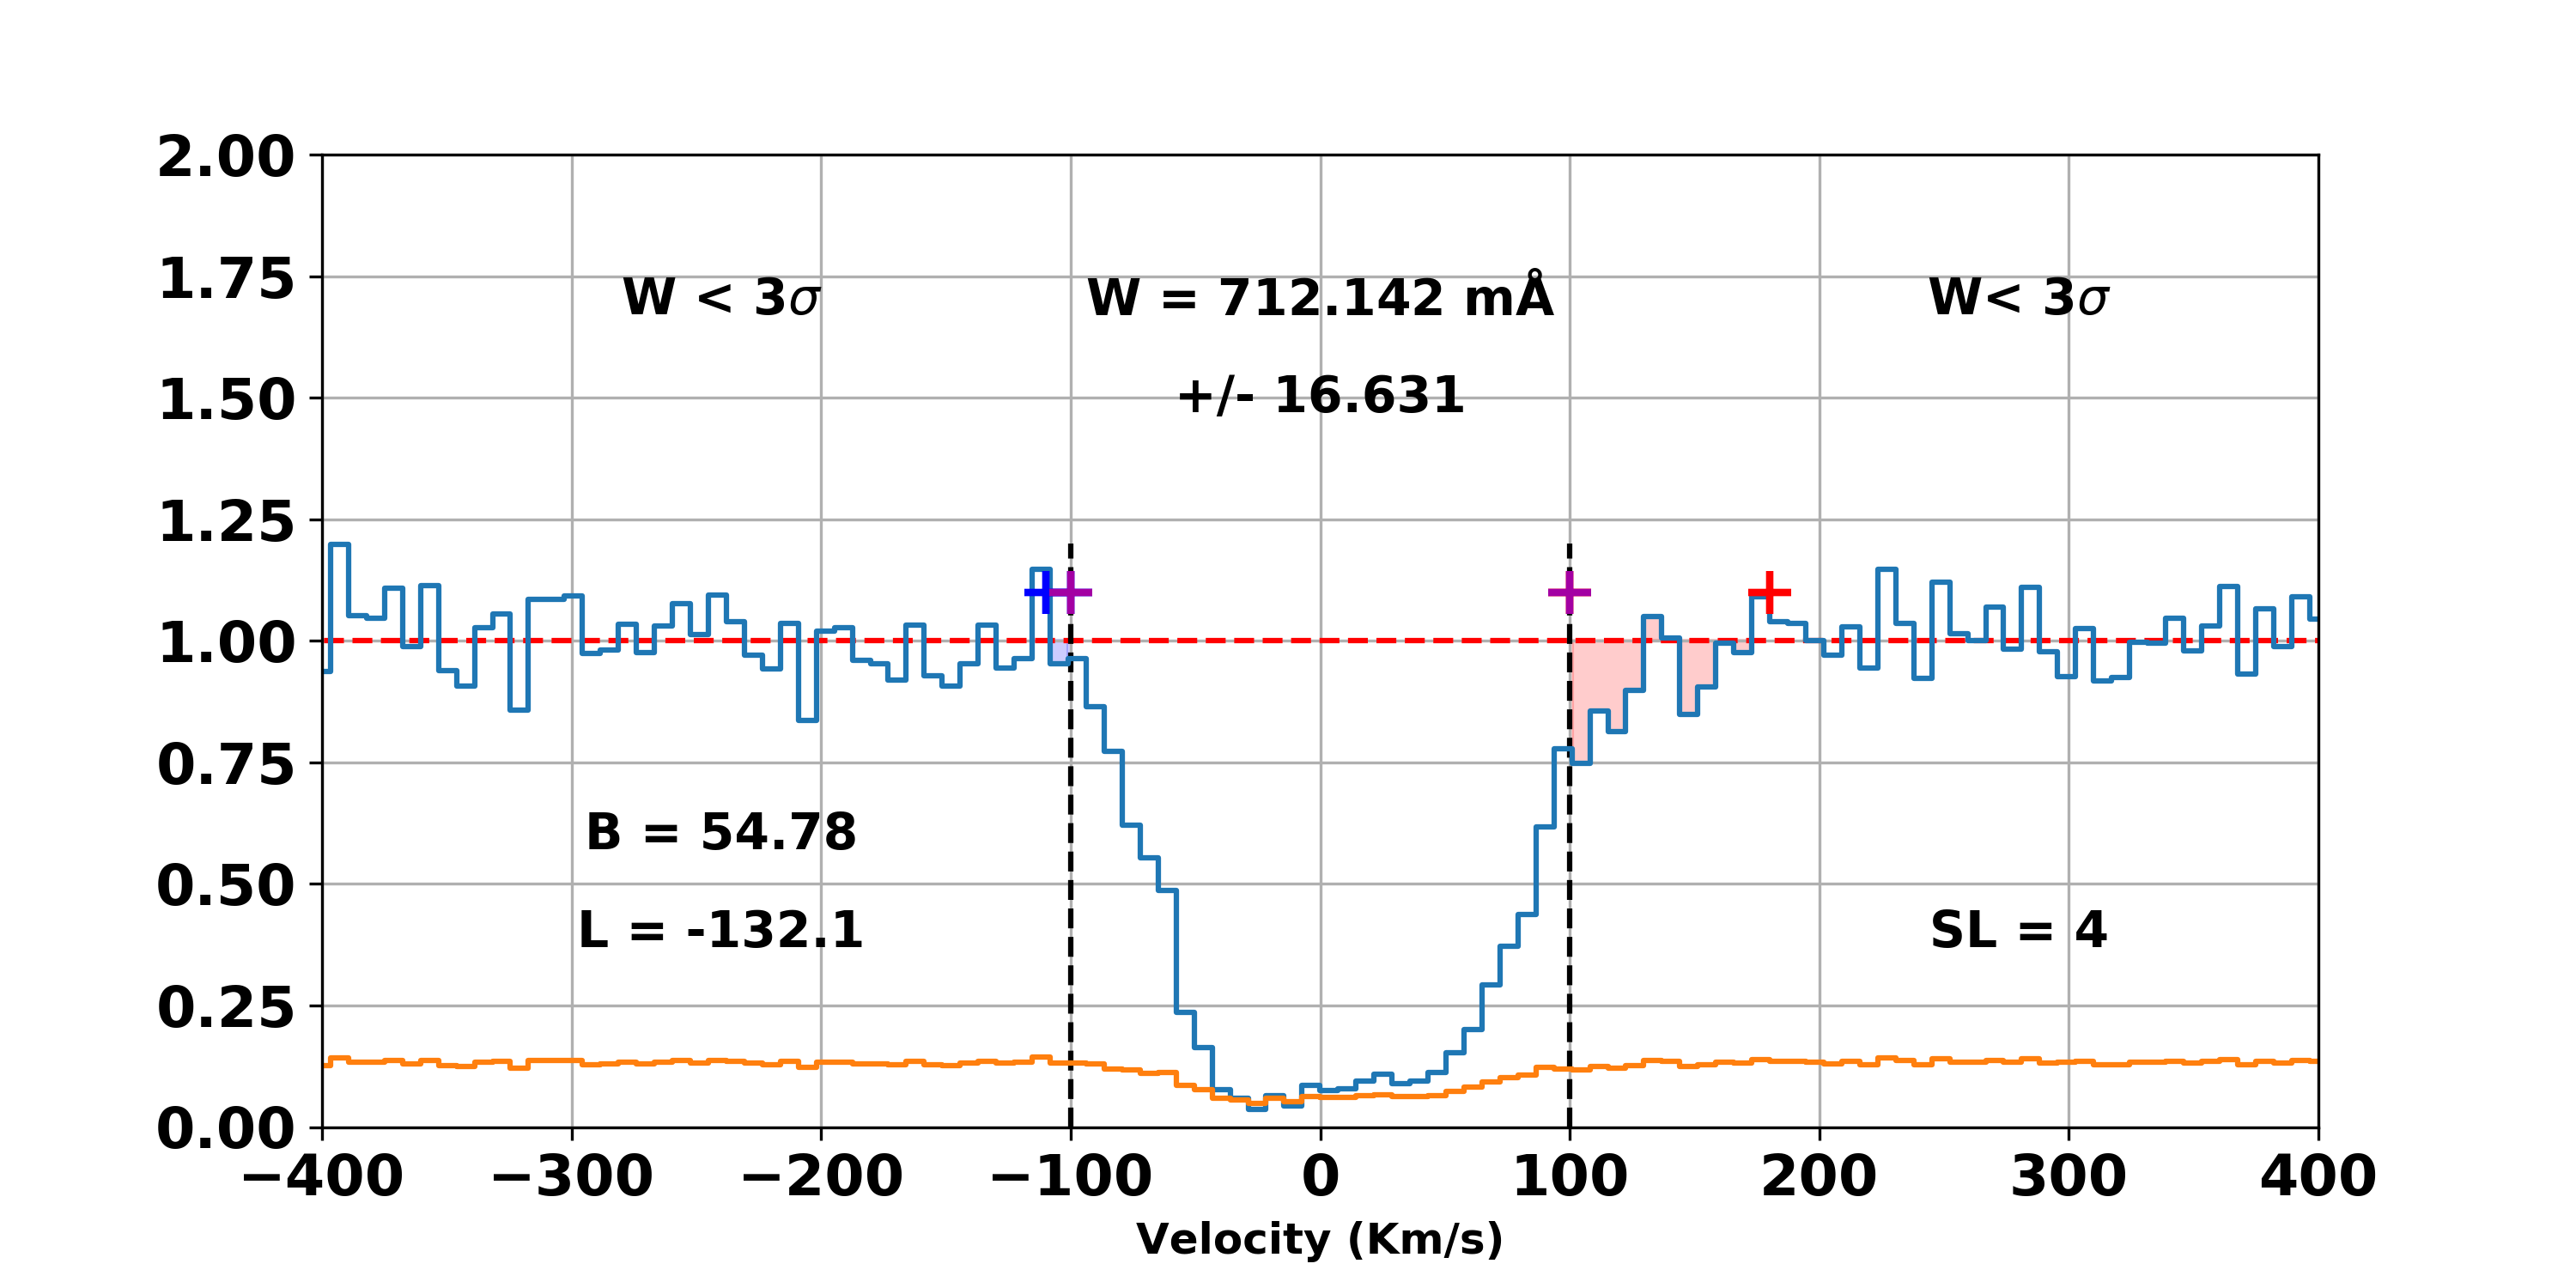 2.00
1.75
W < 3σ
W = 712.142 mÅ
W< 3σ
1.50
+/- 16.631
1.25
1.00
0.75
B = 54.78
0.50
L = -132.1
SL = 4
0.25
0.00
−400 −300 −200 −100 0 100 200 300 400
Velocity (Km/s)